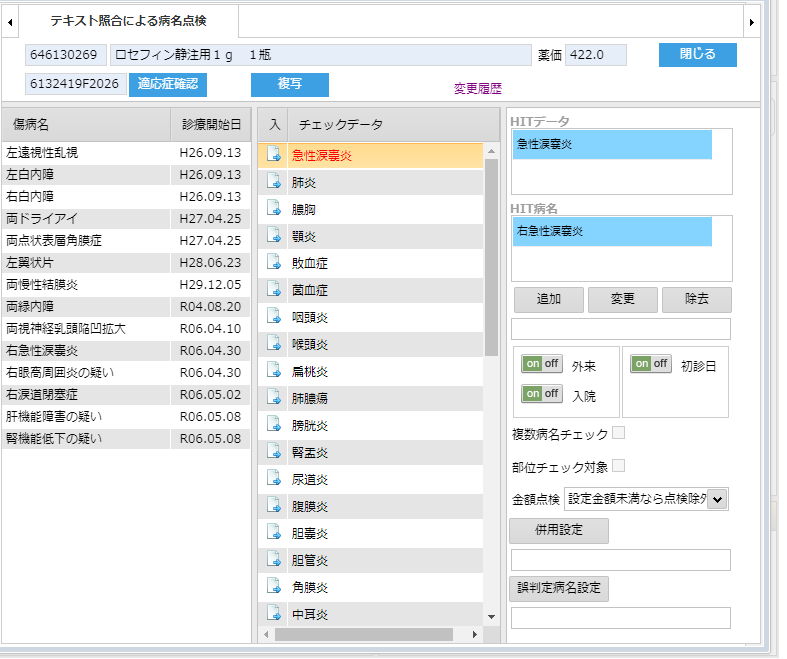 テキスト照合による病名点検
646130269 ロセフィン静注用１ｇ １瓶 薬価 422.0 閉じる
6132419F2026 適応症確認 複写 変更履歴
傷病名 診療開始日
左遠視性乱視 H26.09.13
左白内障 H26.09.13
右白内障 H26.09.13
両ドライアイ H27.04.25
両点状表層角膜症 H27.04.25
左翼状片 H28.06.23
両慢性結膜炎 H29.12.05
両緑内障 R04.08.20
両視神経乳頭陥凹拡大 R06.04.10
右急性涙嚢炎 R06.04.30
右眼窩周囲炎の疑い R06.04.30
右涙道閉塞症 R06.05.02
肝機能障害の疑い R06.05.08
腎機能低下の疑い R06.05.08
入 チェックデータ
急性涙嚢炎
肺炎
膿胸
顎炎
敗血症
菌血症
咽頭炎
喉頭炎
扁桃炎
肺膿瘍
膀胱炎
腎盂炎
尿道炎
腹膜炎
胆嚢炎
胆管炎
角膜炎
中耳炎
HITデータ
急性涙嚢炎
HIT病名
右急性涙嚢炎
追加 変更 除去
on off 外来
on off 入院
on off 初診日
複数病名チェック
部位チェック対象
金額点検 設定金額未満なら点検除外
併用設定
誤判定病名設定